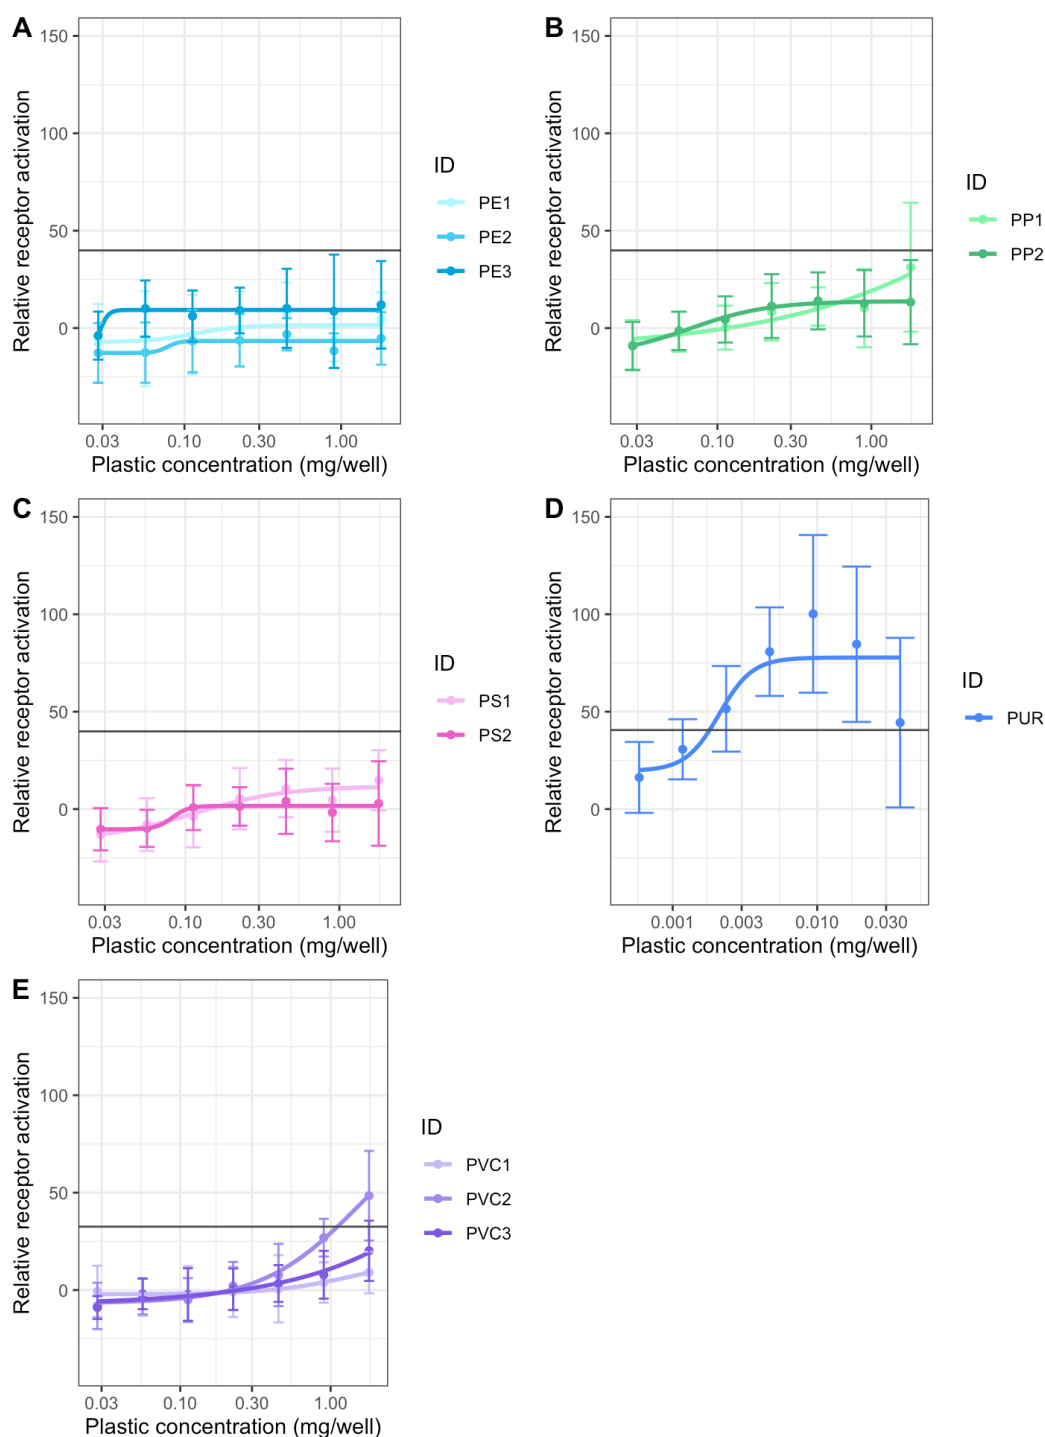 A
150
100
50
0
Relative receptor activation
0.03 0.10 0.30 1.00
Plastic concentration (mg/well)
ID
PE1
PE2
PE3
B
150
100
50
0
Relative receptor activation
0.03 0.10 0.30 1.00
Plastic concentration (mg/well)
ID
PP1
PP2
C
150
100
50
0
Relative receptor activation
0.03 0.10 0.30 1.00
Plastic concentration (mg/well)
ID
PS1
PS2
D
150
100
50
0
Relative receptor activation
0.001 0.003 0.010 0.030
Plastic concentration (mg/well)
ID
PUR
E
150
100
50
0
Relative receptor activation
0.03 0.10 0.30 1.00
Plastic concentration (mg/well)
ID
PVC1
PVC2
PVC3